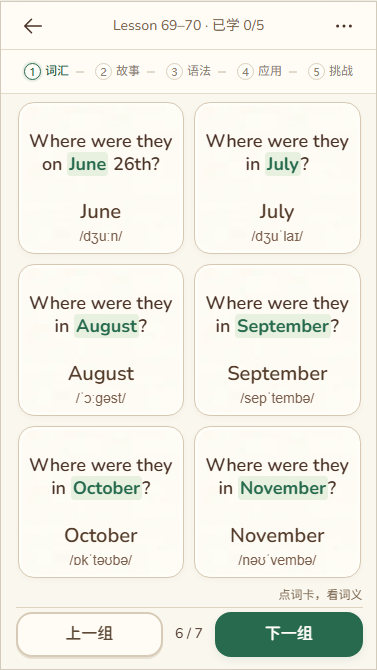 Lesson 69–70 · 已学 0/5
1 词汇 – 2 故事 – 3 语法 – 4 应用 – 5 挑战
Where were they
on June 26th?
June
/dʒuːn/
Where were they
in July?
July
/dʒuˈlaɪ/
Where were they
in August?
August
/ˈɔːgəst/
Where were they
in September?
September
/sepˈtembə/
Where were they
in October?
October
/ɒkˈtəʊbə/
Where were they
in November?
November
/nəʊˈvembə/
点词卡，看词义
上一组
6 / 7
下一组